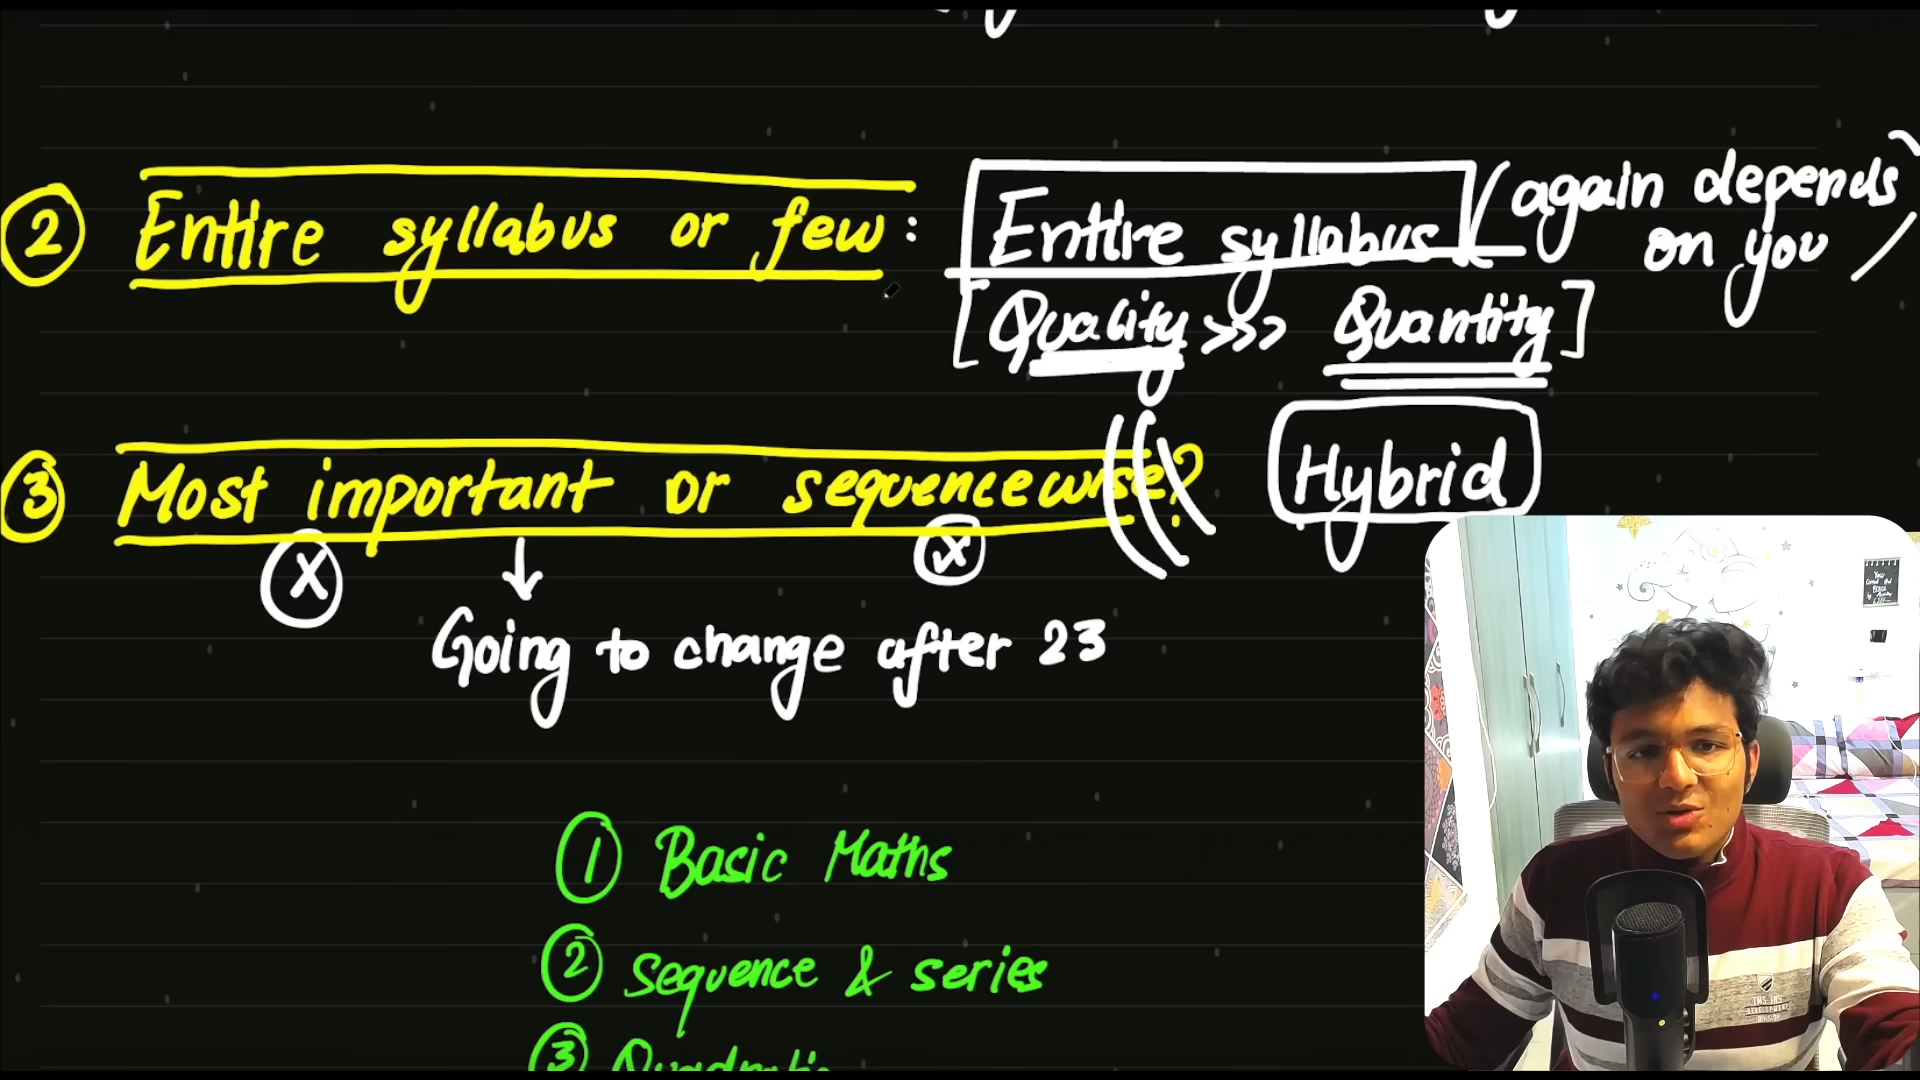 ② Entire syllabus or few : Entire syllabus (again depends on you)
[Quality >>> Quantity]
③ Most important or sequencewise? Hybrid
X X
↓
Going to change after 23
① Basic Maths
② Sequence & series
③